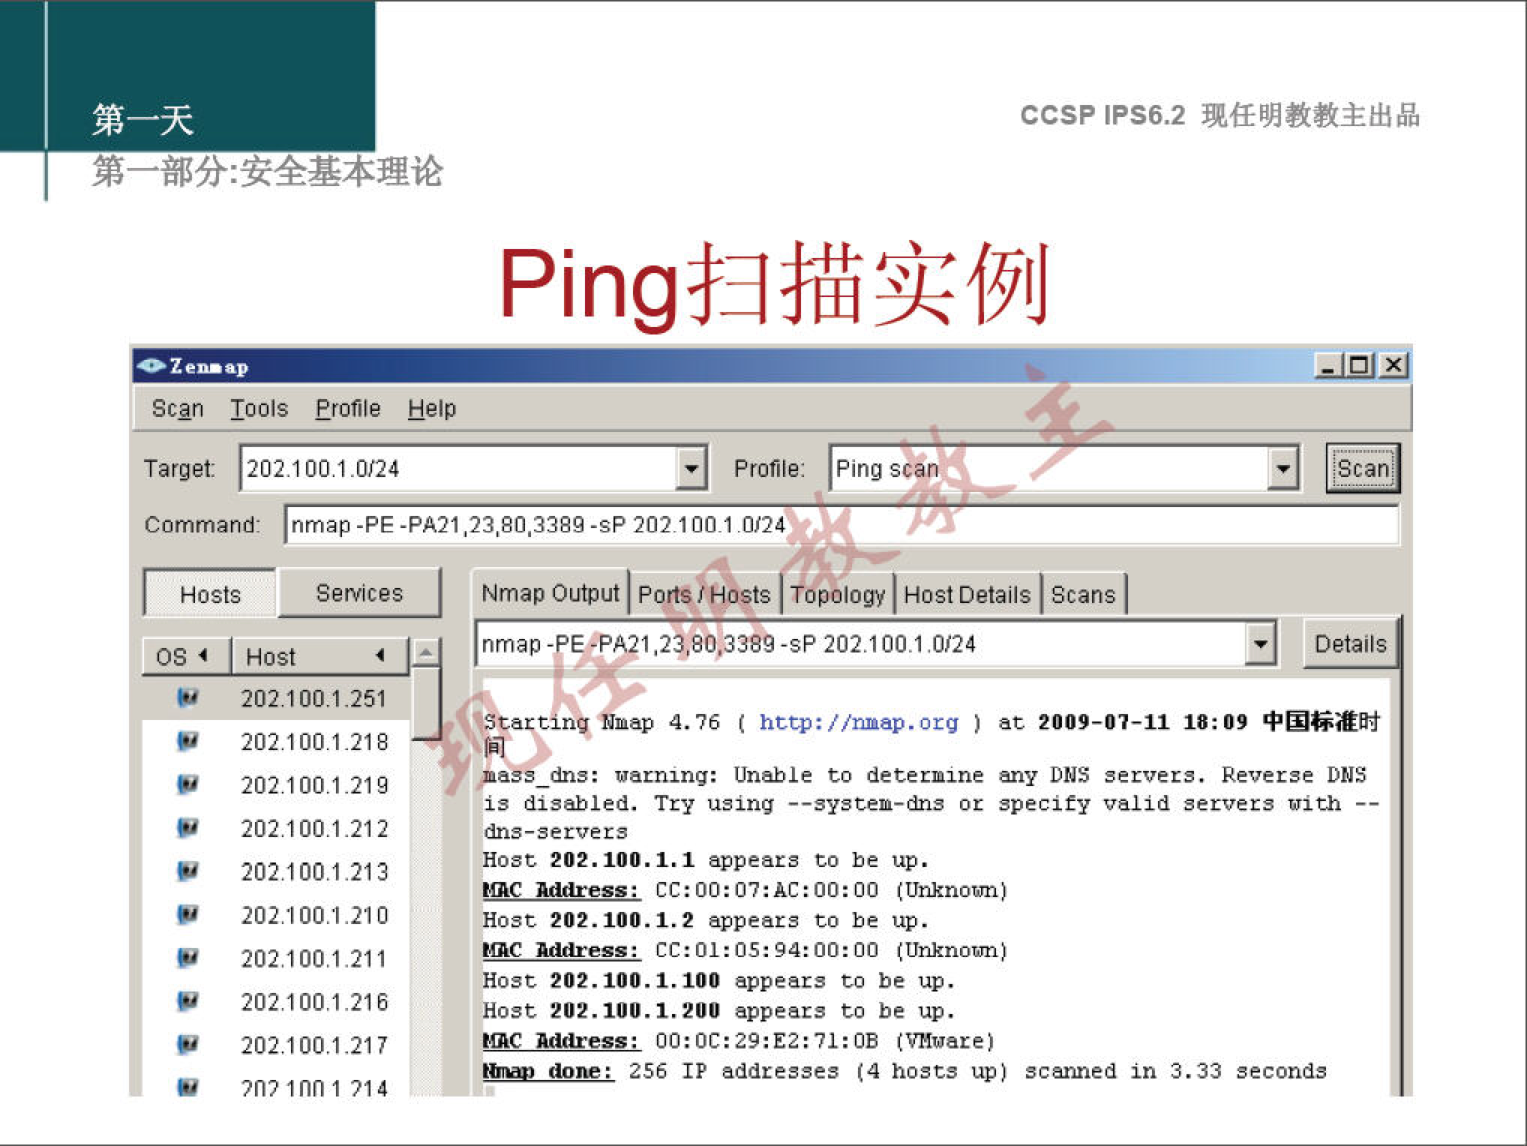 第一天
CCSP IPS6.2 现任明教教主出品
第一部分:安全基本理论
Ping扫描实例
Zenmap
Scan Tools Profile Help
Target: 202.100.1.0/24 Profile: Ping scan Scan
Command: nmap -PE -PA21,23,80,3389 -sP 202.100.1.0/24
Hosts Services
Nmap Output Ports / Hosts Topology Host Details Scans
nmap -PE -PA21,23,80,3389 -sP 202.100.1.0/24 Details
OS Host
202.100.1.251
202.100.1.218
202.100.1.219
202.100.1.212
202.100.1.213
202.100.1.210
202.100.1.211
202.100.1.216
202.100.1.217
202.100.1.214
Starting Nmap 4.76 ( http://nmap.org ) at 2009-07-11 18:09 中国标准时
间
mass_dns: warning: Unable to determine any DNS servers. Reverse DNS
is disabled. Try using --system-dns or specify valid servers with --
dns-servers
Host 202.100.1.1 appears to be up.
MAC Address: CC:00:07:AC:00:00 (Unknown)
Host 202.100.1.2 appears to be up.
MAC Address: CC:01:05:94:00:00 (Unknown)
Host 202.100.1.100 appears to be up.
Host 202.100.1.200 appears to be up.
MAC Address: 00:0C:29:E2:71:0B (VMware)
Nmap done: 256 IP addresses (4 hosts up) scanned in 3.33 seconds
现任明教教主